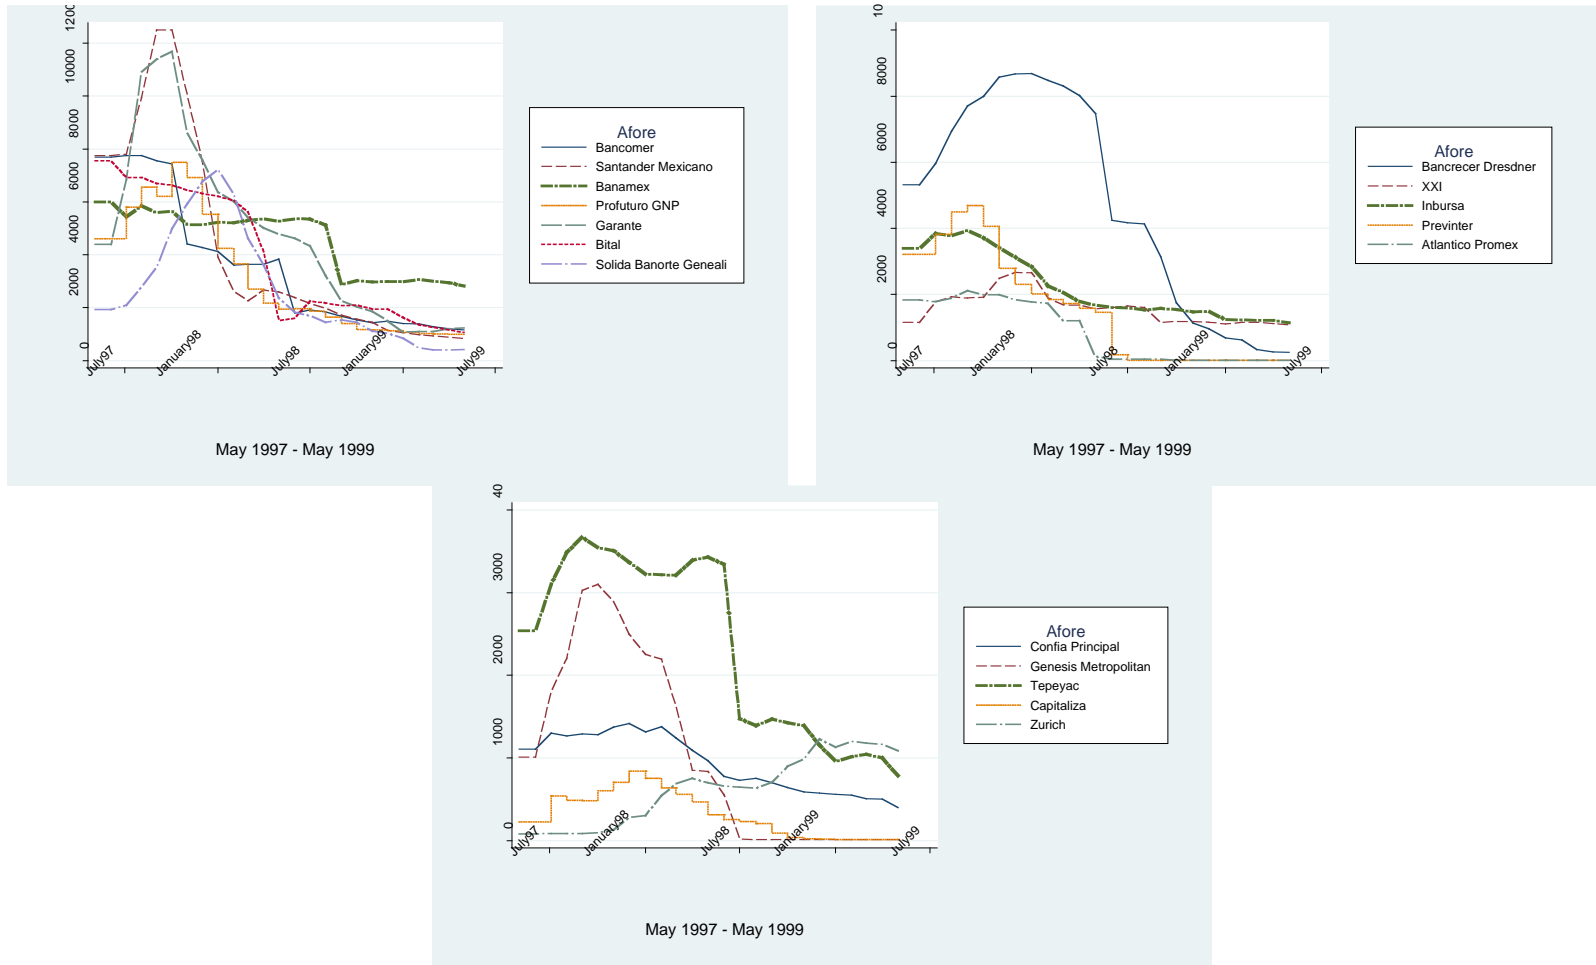 1200
10000
8000
6000
4000
2000
0
July97
January98
July98
January99
July99
May 1997 - May 1999
Afore
Bancomer
Santander Mexicano
Banamex
Profuturo GNP
Garante
Bital
Solida Banorte Geneali
10
8000
6000
4000
2000
0
July97
January98
July98
January99
July99
May 1997 - May 1999
Afore
Bancrecer Dresdner
XXI
Inbursa
Previnter
Atlantico Promex
40
3000
2000
1000
0
July97
January98
July98
January99
July99
May 1997 - May 1999
Afore
Confia Principal
Genesis Metropolitan
Tepeyac
Capitaliza
Zurich